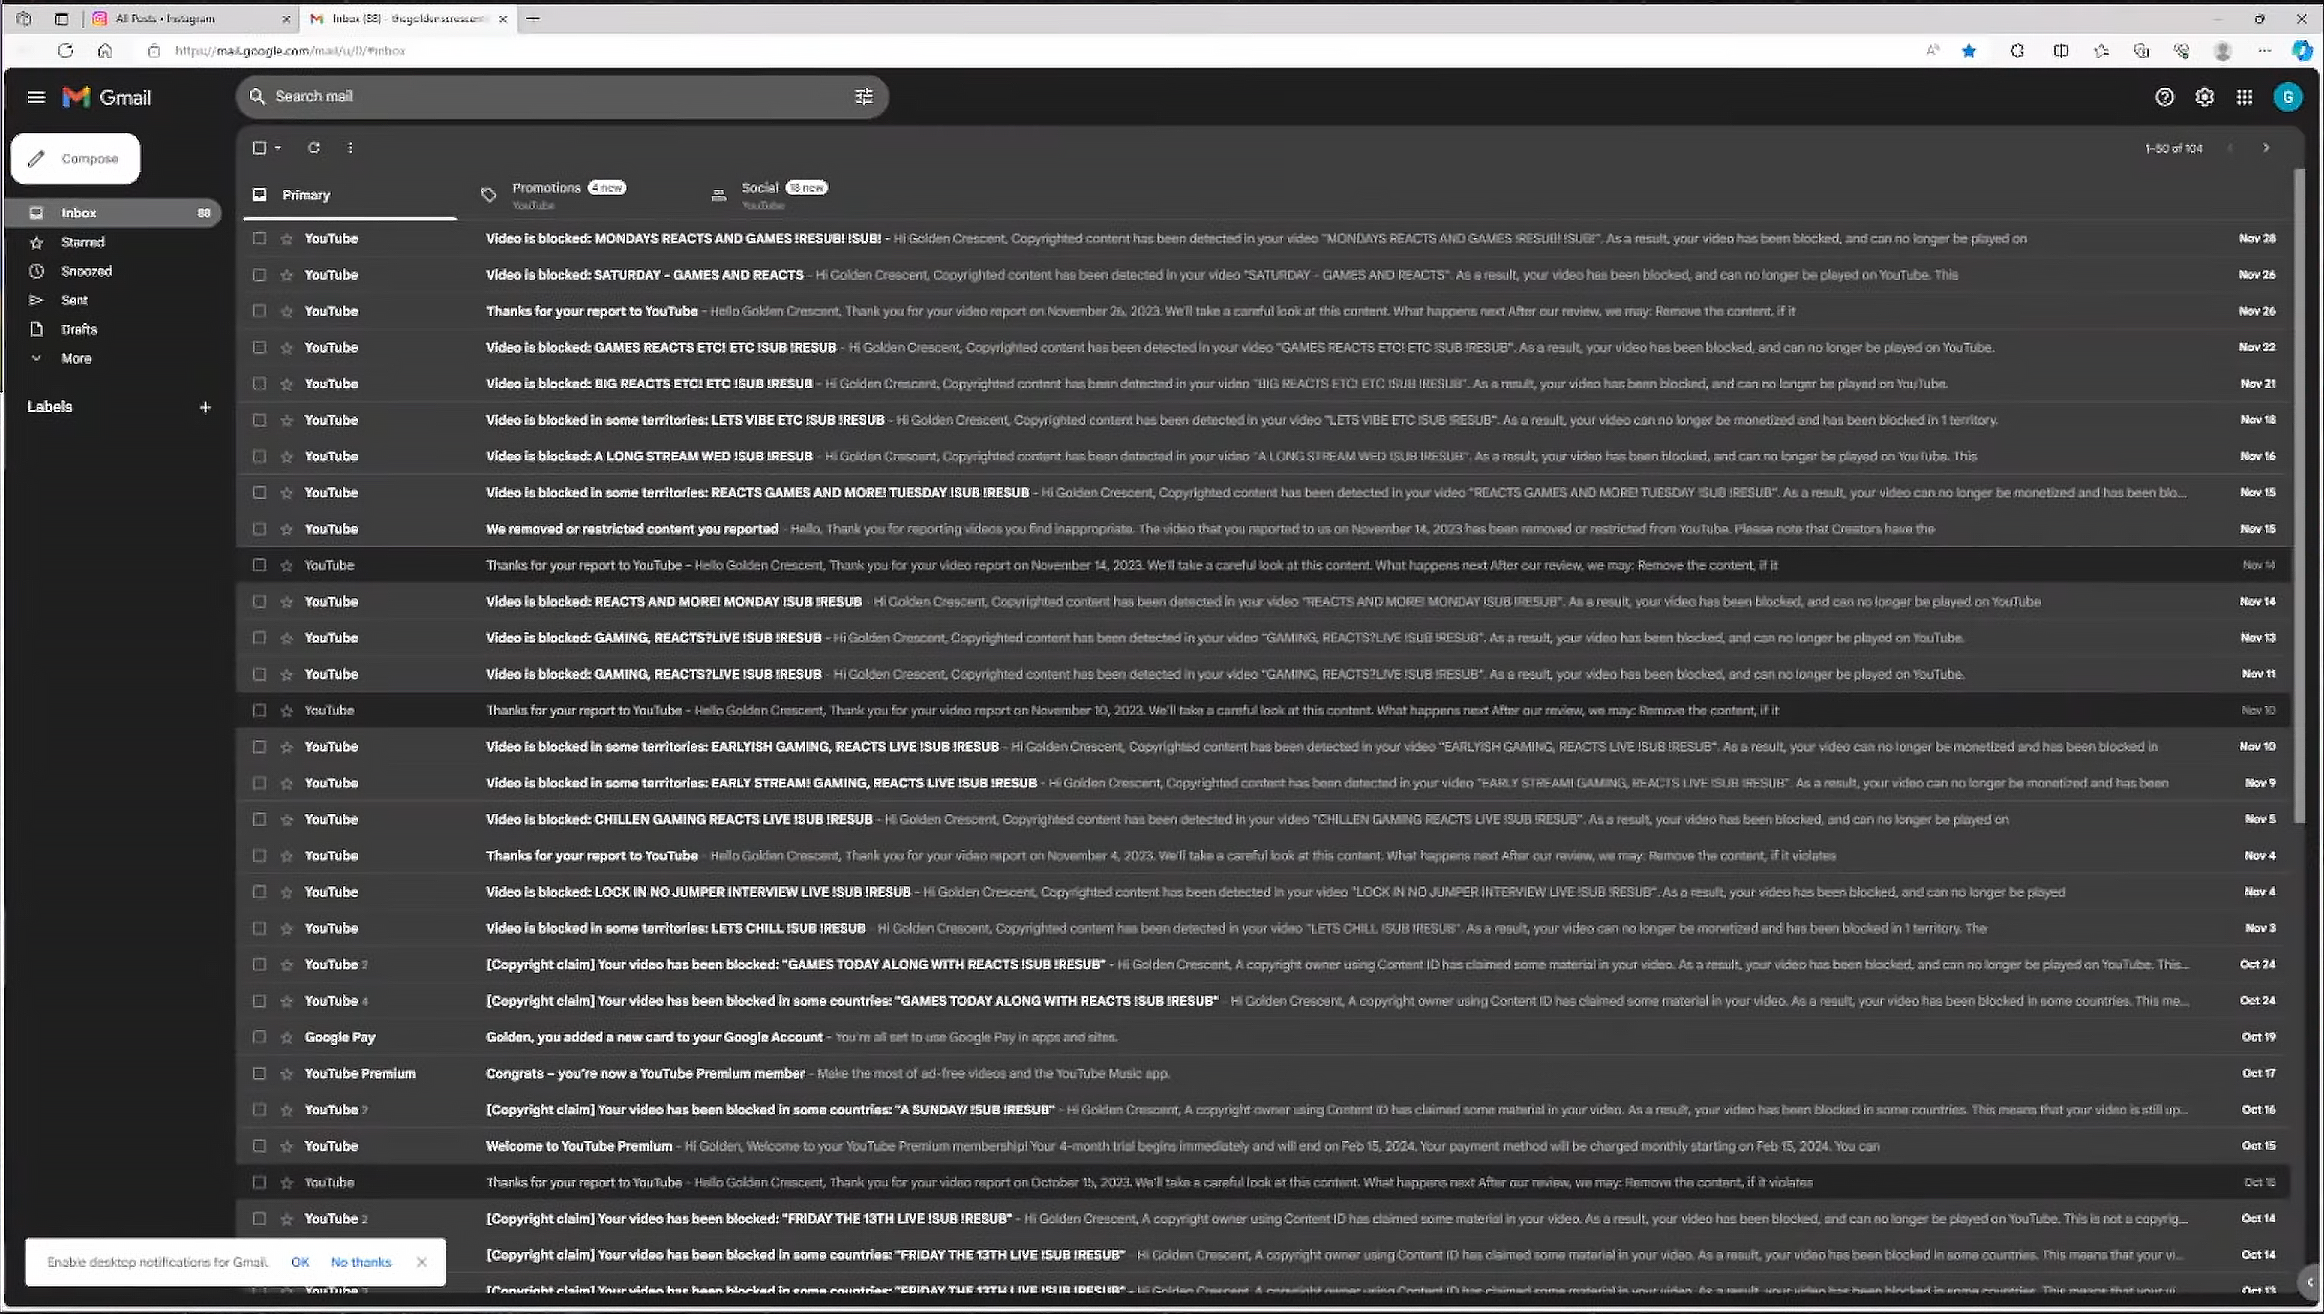 All Posts • Instagram
Inbox (88) - thegoldenscrescent
https://mail.google.com/mail/u/0/#inbox
Gmail
Search mail
G
Compose
1-50 of 104
Primary
Promotions 4 new
YouTube
Social 18 new
YouTube
Inbox 88
Starred
Snoozed
Sent
Drafts
More
Labels
YouTube Video is blocked: MONDAYS REACTS AND GAMES !RESUB! !SUB! - Hi Golden Crescent, Copyrighted content has been detected in your video "MONDAYS REACTS AND GAMES !RESUB! !SUB!". As a result, your video has been blocked, and can no longer be played on Nov 28
YouTube Video is blocked: SATURDAY - GAMES AND REACTS - Hi Golden Crescent, Copyrighted content has been detected in your video "SATURDAY - GAMES AND REACTS". As a result, your video has been blocked, and can no longer be played on YouTube. This Nov 26
YouTube Thanks for your report to YouTube - Hello Golden Crescent, Thank you for your video report on November 26, 2023. We'll take a careful look at this content. What happens next After our review, we may: Remove the content, if it Nov 26
YouTube Video is blocked: GAMES REACTS ETC! ETC !SUB !RESUB - Hi Golden Crescent, Copyrighted content has been detected in your video "GAMES REACTS ETC! ETC !SUB !RESUB". As a result, your video has been blocked, and can no longer be played on YouTube. Nov 22
YouTube Video is blocked: BIG REACTS ETC! ETC !SUB !RESUB - Hi Golden Crescent, Copyrighted content has been detected in your video "BIG REACTS ETC! ETC !SUB !RESUB". As a result, your video has been blocked, and can no longer be played on YouTube. Nov 21
YouTube Video is blocked in some territories: LETS VIBE ETC !SUB !RESUB - Hi Golden Crescent, Copyrighted content has been detected in your video "LETS VIBE ETC !SUB !RESUB". As a result, your video can no longer be monetized and has been blocked in 1 territory. Nov 18
YouTube Video is blocked: A LONG STREAM WED !SUB !RESUB - Hi Golden Crescent, Copyrighted content has been detected in your video "A LONG STREAM WED !SUB !RESUB". As a result, your video has been blocked, and can no longer be played on YouTube. This Nov 16
YouTube Video is blocked in some territories: REACTS GAMES AND MORE! TUESDAY !SUB !RESUB - Hi Golden Crescent, Copyrighted content has been detected in your video "REACTS GAMES AND MORE! TUESDAY !SUB !RESUB". As a result, your video can no longer be monetized and has been blo... Nov 15
YouTube We removed or restricted content you reported - Hello, Thank you for reporting videos you find inappropriate. The video that you reported to us on November 14, 2023 has been removed or restricted from YouTube. Please note that Creators have the Nov 15
YouTube Thanks for your report to YouTube - Hello Golden Crescent, Thank you for your video report on November 14, 2023. We'll take a careful look at this content. What happens next After our review, we may: Remove the content, if it Nov 14
YouTube Video is blocked: REACTS AND MORE! MONDAY !SUB !RESUB - Hi Golden Crescent, Copyrighted content has been detected in your video "REACTS AND MORE! MONDAY !SUB !RESUB". As a result, your video has been blocked, and can no longer be played on YouTube Nov 14
YouTube Video is blocked: GAMING, REACTS?LIVE !SUB !RESUB - Hi Golden Crescent, Copyrighted content has been detected in your video "GAMING, REACTS?LIVE !SUB !RESUB". As a result, your video has been blocked, and can no longer be played on YouTube. Nov 13
YouTube Video is blocked: GAMING, REACTS?LIVE !SUB !RESUB - Hi Golden Crescent, Copyrighted content has been detected in your video "GAMING, REACTS?LIVE !SUB !RESUB". As a result, your video has been blocked, and can no longer be played on YouTube. Nov 11
YouTube Thanks for your report to YouTube - Hello Golden Crescent, Thank you for your video report on November 10, 2023. We'll take a careful look at this content. What happens next After our review, we may: Remove the content, if it Nov 10
YouTube Video is blocked in some territories: EARLYISH GAMING, REACTS LIVE !SUB !RESUB - Hi Golden Crescent, Copyrighted content has been detected in your video "EARLYISH GAMING, REACTS LIVE !SUB !RESUB". As a result, your video can no longer be monetized and has been blocked in Nov 10
YouTube Video is blocked in some territories: EARLY STREAM! GAMING, REACTS LIVE !SUB !RESUB - Hi Golden Crescent, Copyrighted content has been detected in your video "EARLY STREAM! GAMING, REACTS LIVE !SUB !RESUB". As a result, your video can no longer be monetized and has been Nov 9
YouTube Video is blocked: CHILLEN GAMING REACTS LIVE !SUB !RESUB - Hi Golden Crescent, Copyrighted content has been detected in your video "CHILLEN GAMING REACTS LIVE !SUB !RESUB". As a result, your video has been blocked, and can no longer be played on Nov 5
YouTube Thanks for your report to YouTube - Hello Golden Crescent, Thank you for your video report on November 4, 2023. We'll take a careful look at this content. What happens next After our review, we may: Remove the content, if it violates Nov 4
YouTube Video is blocked: LOCK IN NO JUMPER INTERVIEW LIVE !SUB !RESUB - Hi Golden Crescent, Copyrighted content has been detected in your video "LOCK IN NO JUMPER INTERVIEW LIVE !SUB !RESUB". As a result, your video has been blocked, and can no longer be played Nov 4
YouTube Video is blocked in some territories: LETS CHILL !SUB !RESUB - Hi Golden Crescent, Copyrighted content has been detected in your video "LETS CHILL !SUB !RESUB". As a result, your video can no longer be monetized and has been blocked in 1 territory. The Nov 3
YouTube 2 [Copyright claim] Your video has been blocked: "GAMES TODAY ALONG WITH REACTS !SUB !RESUB" - Hi Golden Crescent, A copyright owner using Content ID has claimed some material in your video. As a result, your video has been blocked, and can no longer be played on YouTube. This... Oct 24
YouTube 4 [Copyright claim] Your video has been blocked in some countries: "GAMES TODAY ALONG WITH REACTS !SUB !RESUB" - Hi Golden Crescent, A copyright owner using Content ID has claimed some material in your video. As a result, your video has been blocked in some countries. This me... Oct 24
Google Pay Golden, you added a new card to your Google Account - You're all set to use Google Pay in apps and sites. Oct 19
YouTube Premium Congrats – you're now a YouTube Premium member - Make the most of ad-free videos and the YouTube Music app. Oct 17
YouTube [Copyright claim] Your video has been blocked in some countries: "A SUNDAY! !SUB !RESUB" - Hi Golden Crescent, A copyright owner using Content ID has claimed some material in your video. As a result, your video has been blocked in some countries. This means that your video is still up... Oct 16
YouTube Welcome to YouTube Premium - Hi Golden, Welcome to your YouTube Premium membership! Your 4-month trial begins immediately and will end on Feb 15, 2024. Your payment method will be charged monthly starting on Feb 15, 2024. You can Oct 15
YouTube Thanks for your report to YouTube - Hello Golden Crescent, Thank you for your video report on October 15, 2023. We'll take a careful look at this content. What happens next After our review, we may: Remove the content, if it violates Oct 15
YouTube 2 [Copyright claim] Your video has been blocked: "FRIDAY THE 13TH LIVE !SUB !RESUB" - Hi Golden Crescent, A copyright owner using Content ID has claimed some material in your video. As a result, your video has been blocked, and can no longer be played on YouTube. This is not a copyrig... Oct 14
[Copyright claim] Your video has been blocked in some countries: "FRIDAY THE 13TH LIVE !SUB !RESUB" - Hi Golden Crescent, A copyright owner using Content ID has claimed some material in your video. As a result, your video has been blocked in some countries. This means that your vi... Oct 14
YouTube [Copyright claim] Your video has been blocked in some countries: "FRIDAY THE 13TH LIVE !SUB !RESUB" - Hi Golden Crescent, A copyright owner using Content ID has claimed some material in your video. As a result, your video has been blocked in some countries. This means that your vi... Oct 13
Enable desktop notifications for Gmail. OK No thanks